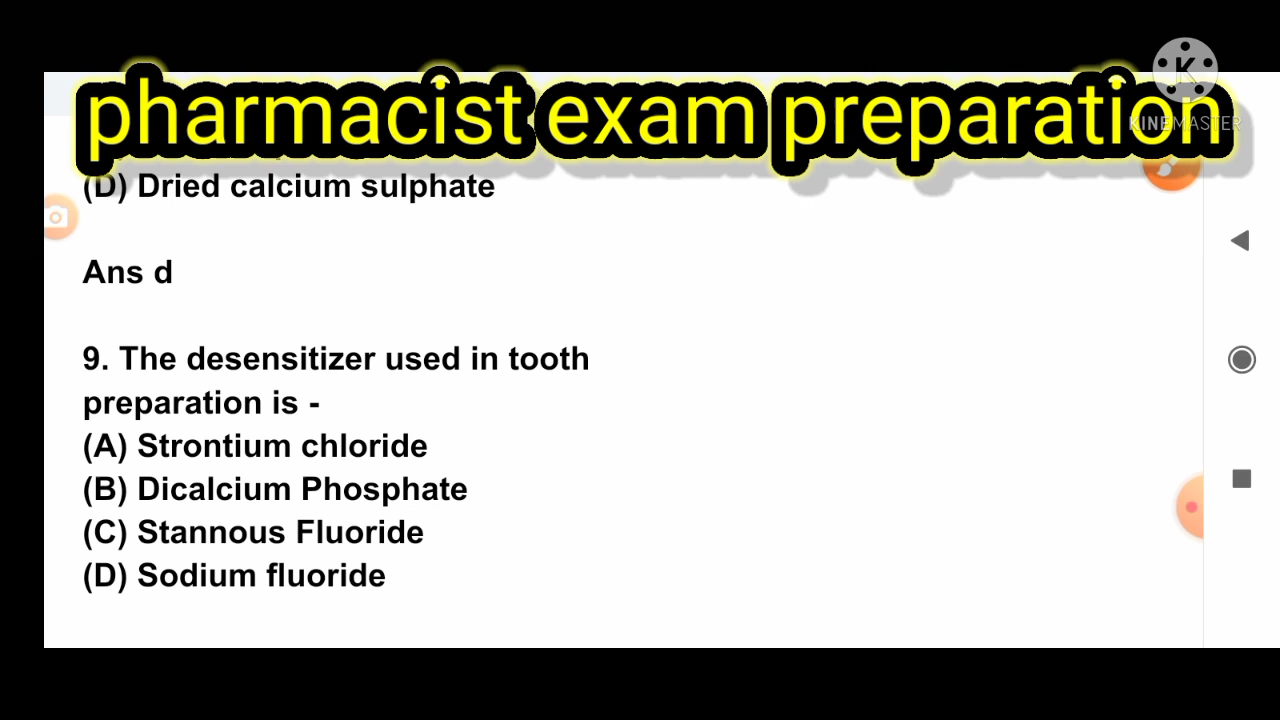 pharmacist exam preparation
KINEMASTER
(D) Dried calcium sulphate
Ans d
9. The desensitizer used in tooth
preparation is -
(A) Strontium chloride
(B) Dicalcium Phosphate
(C) Stannous Fluoride
(D) Sodium fluoride